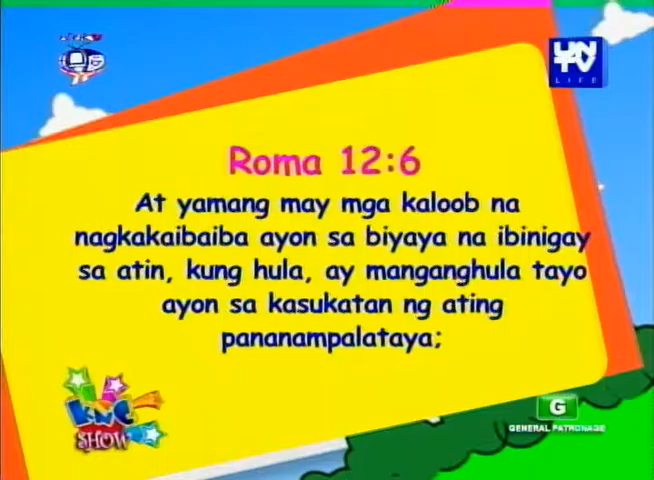 UNTV
LIFE
Roma 12:6
At yamang may mga kaloob na
nagkakaibaiba ayon sa biyaya na ibinigay
sa atin, kung hula, ay manganghula tayo
ayon sa kasukatan ng ating
pananampalataya;
KNC
SHOW
G
GENERAL PATRONAGE